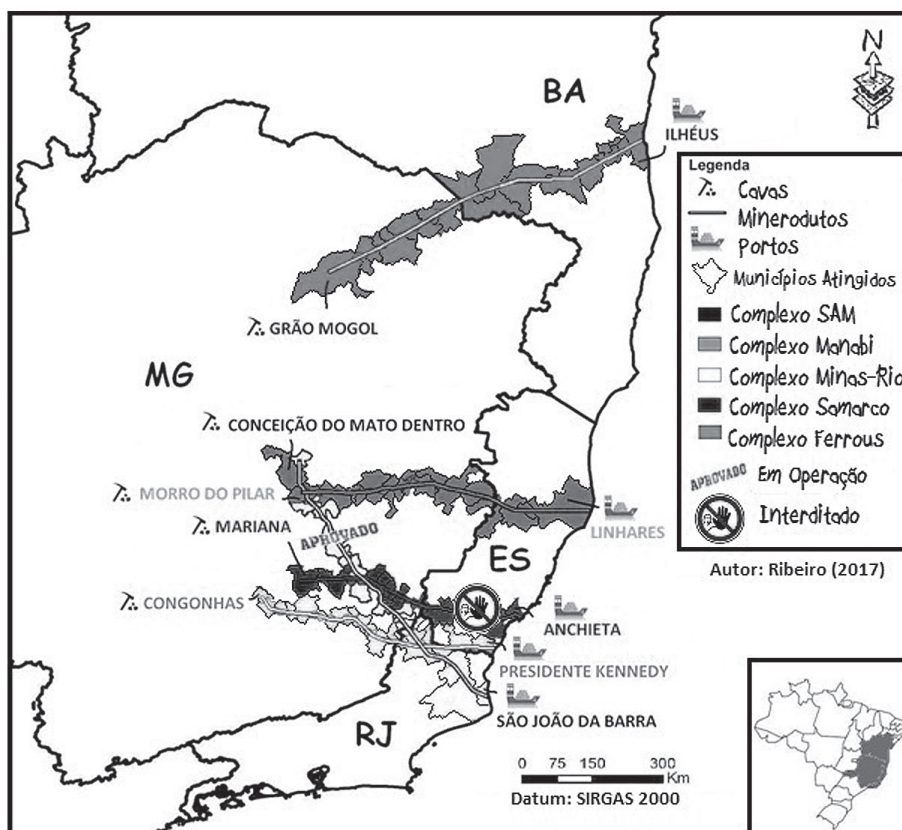 N
BA
ILHÉUS
Legenda
Cavas
Minerodutos
Portos
Municípios Atingidos
Complexo SAM
Complexo Manabi
Complexo Minas-Rio
Complexo Samarco
Complexo Ferrous
APROVADO Em Operação
Interditado
Autor: Ribeiro (2017)
GRÃO MOGOL
MG
CONCEIÇÃO DO MATO DENTRO
MORRO DO PILAR
LINHARES
MARIANA
APROVADO
ES
CONGONHAS
ANCHIETA
PRESIDENTE KENNEDY
SÃO JOÃO DA BARRA
RJ
0 75 150 300
Km
Datum: SIRGAS 2000